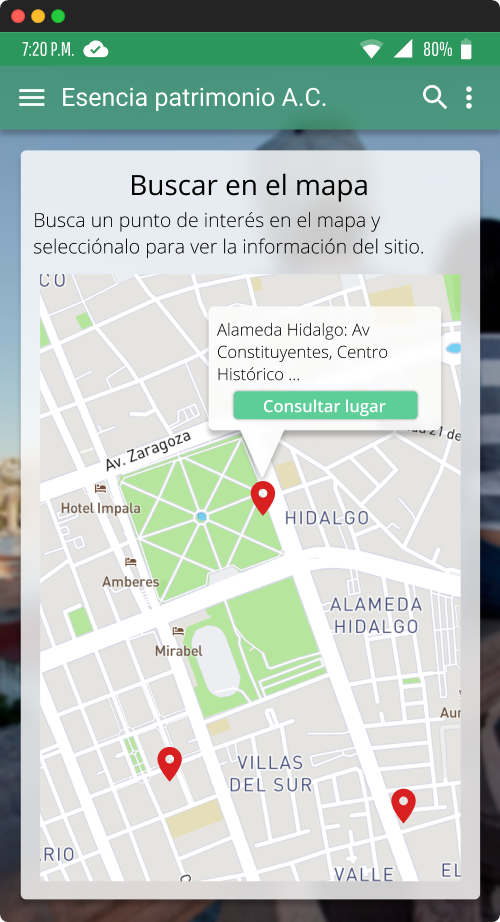 7:20 P.M.
80%
Esencia patrimonio A.C.
Buscar en el mapa
Busca un punto de interés en el mapa y
selecciónalo para ver la información del sitio.
CO
Alameda Hidalgo: Av
Constituyentes, Centro
Histórico ...
Consultar lugar
Av. Zaragoza
21 de
Hotel Impala
HIDALGO
Amberes
ALAMEDA
HIDALGO
Mirabel
Aur
VILLAS
DEL SUR
RIO
VALLE
EL